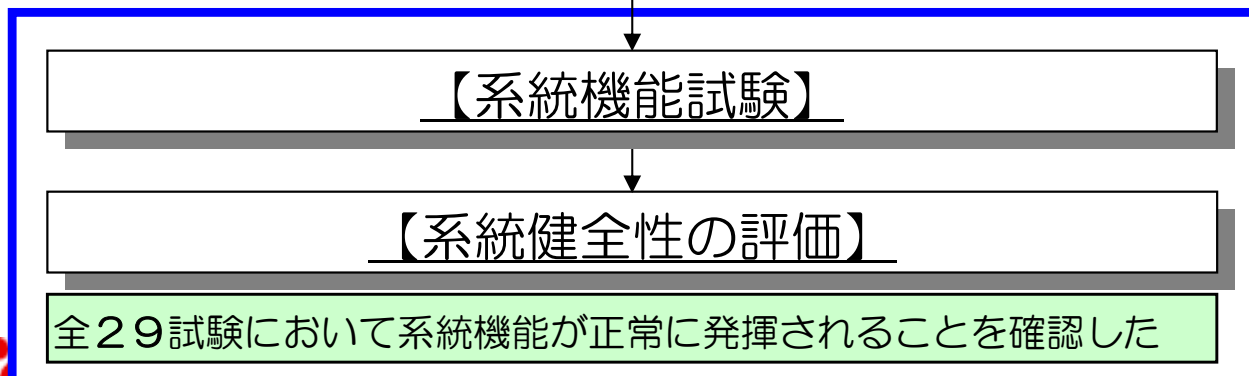 【系統機能試験】
【系統健全性の評価】
全２９試験において系統機能が正常に発揮されることを確認した